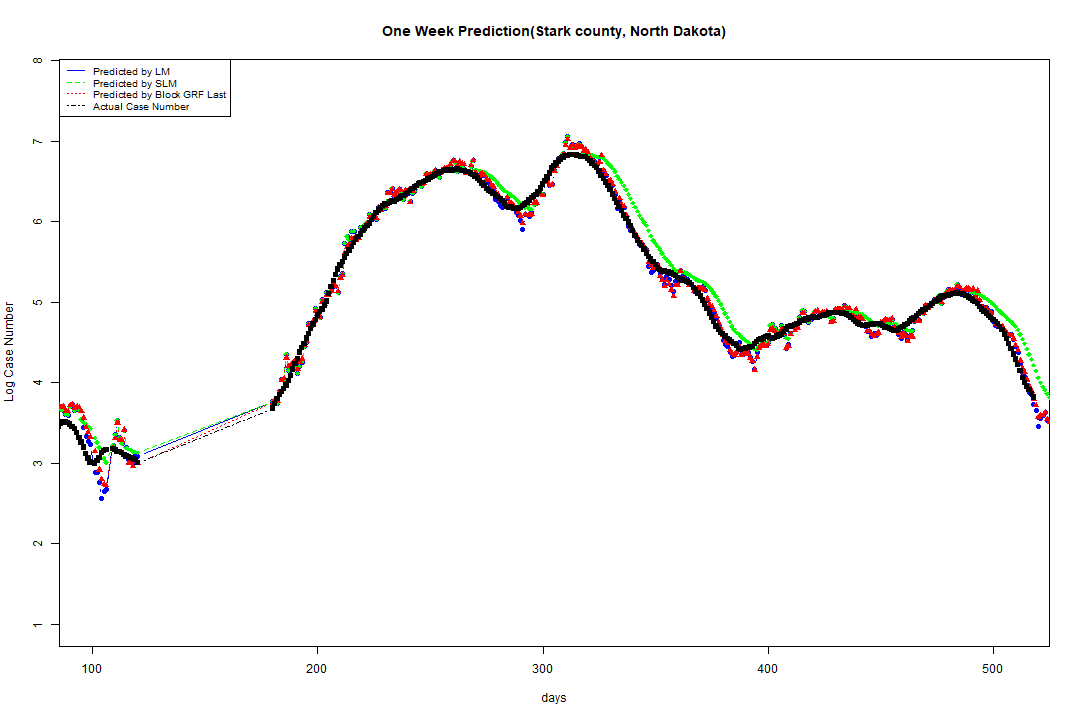 One Week Prediction(Stark county, North Dakota)
Predicted by LM
Predicted by SLM
Predicted by Block GRF Last
Actual Case Number
Log Case Number
8
7
6
5
4
3
2
1
100 200 300 400 500
days